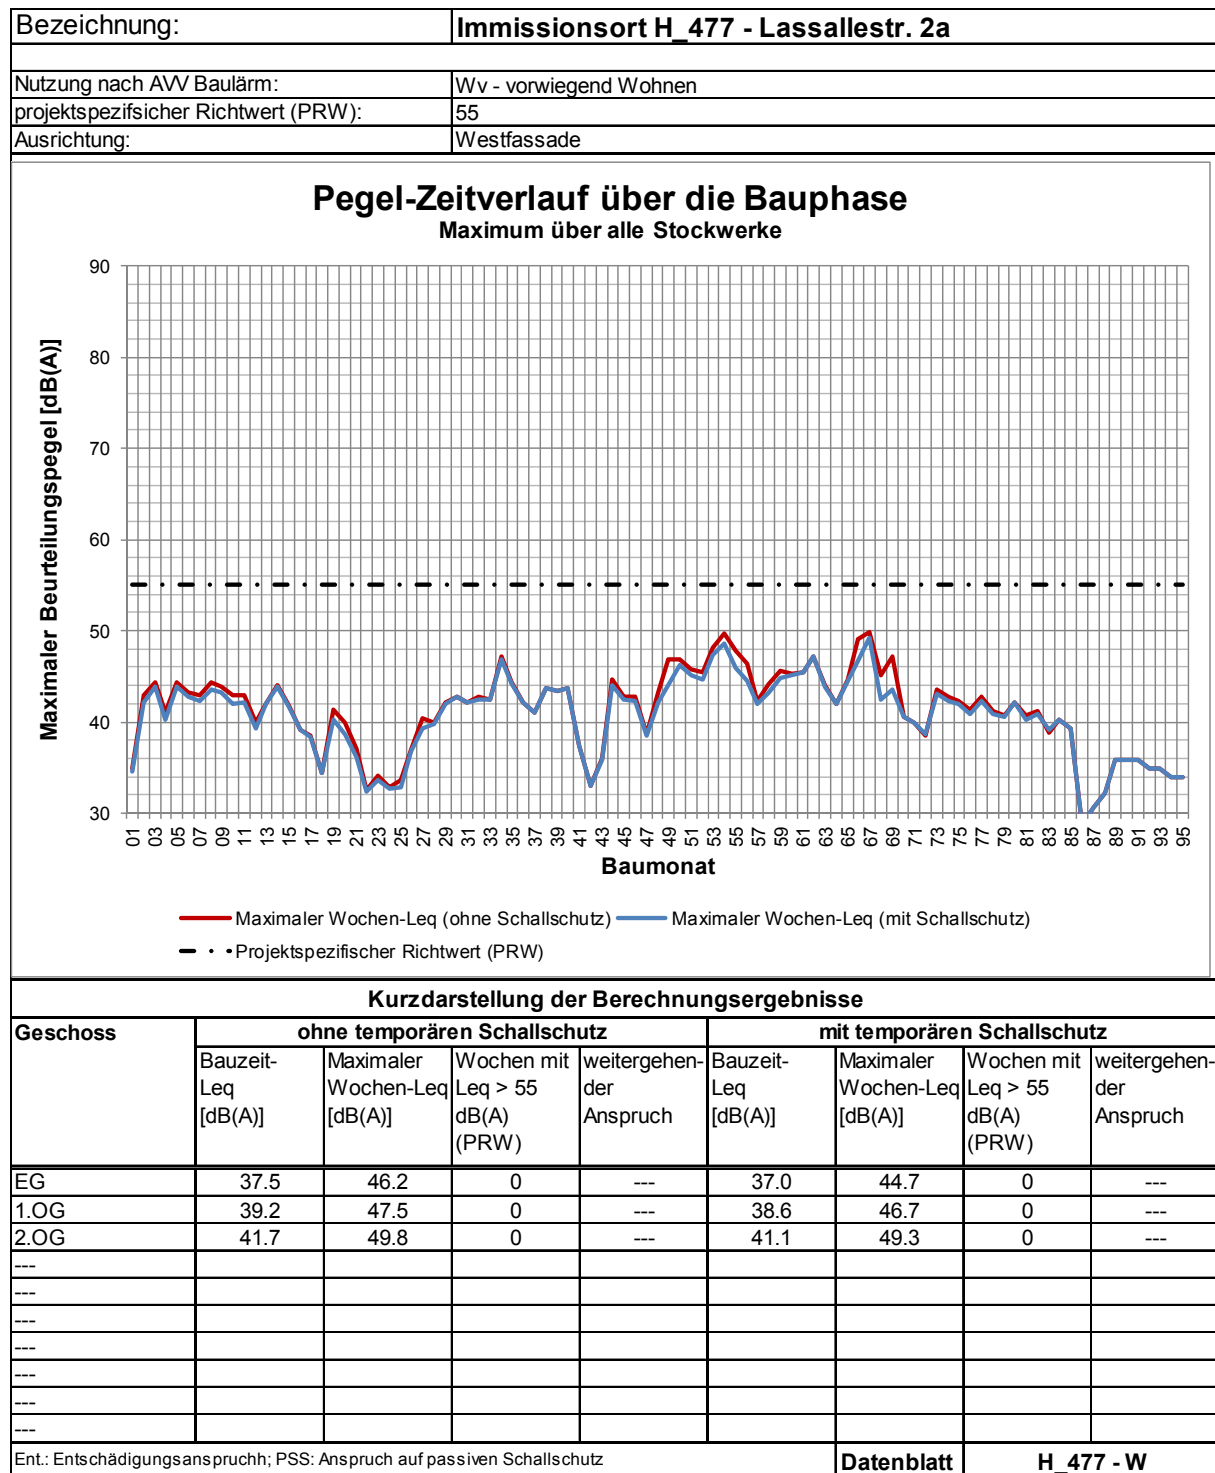 Bezeichnung: Immissionsort H_477 - Lassallestr. 2a
Nutzung nach AVV Baulärm: Wv - vorwiegend Wohnen
projektspezifsicher Richtwert (PRW): 55
Ausrichtung: Westfassade
Pegel-Zeitverlauf über die Bauphase
Maximum über alle Stockwerke
Maximaler Beurteilungspegel [dB(A)]
90
80
70
60
50
40
30
01 03 05 07 09 11 13 15 17 19 21 23 25 27 29 31 33 35 37 39 41 43 45 47 49 51 53 55 57 59 61 63 65 67 69 71 73 75 77 79 81 83 85 87 89 91 93 95
Baumonat
Maximaler Wochen-Leq (ohne Schallschutz) Maximaler Wochen-Leq (mit Schallschutz)
Projektspezifischer Richtwert (PRW)
Kurzdarstellung der Berechnungsergebnisse
Geschoss ohne temporären Schallschutz mit temporären Schallschutz
Bauzeit- Maximaler Wochen mit weitergehen- Bauzeit- Maximaler Wochen mit weitergehen-
Leq Wochen-Leq Leq > 55 der Leq Wochen-Leq Leq > 55 der
[dB(A)] [dB(A)] dB(A) Anspruch [dB(A)] [dB(A)] dB(A) Anspruch
(PRW) (PRW)
EG 37.5 46.2 0 --- 37.0 44.7 0 ---
1.OG 39.2 47.5 0 --- 38.6 46.7 0 ---
2.OG 41.7 49.8 0 --- 41.1 49.3 0 ---
---
---
---
---
---
---
---
Ent.: Entschädigungsanspruchh; PSS: Anspruch auf passiven Schallschutz Datenblatt H_477 - W